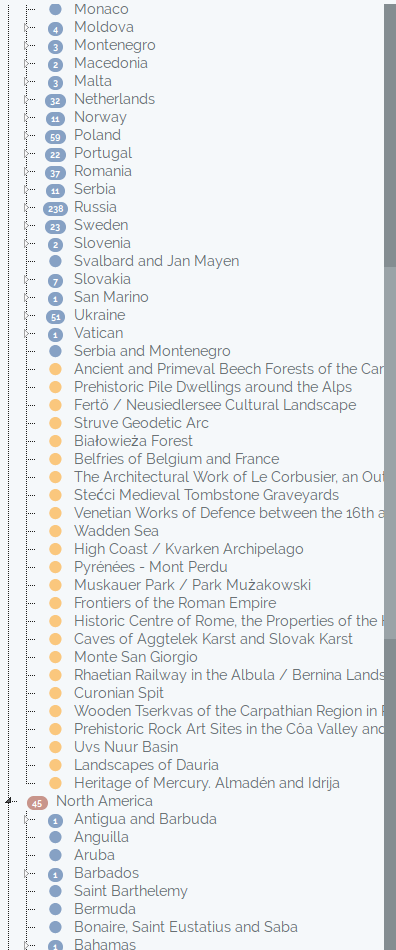 Monaco
4 Moldova
3 Montenegro
2 Macedonia
3 Malta
32 Netherlands
11 Norway
59 Poland
22 Portugal
37 Romania
11 Serbia
238 Russia
23 Sweden
2 Slovenia
Svalbard and Jan Mayen
7 Slovakia
1 San Marino
51 Ukraine
1 Vatican
Serbia and Montenegro
Ancient and Primeval Beech Forests of the Car
Prehistoric Pile Dwellings around the Alps
Fertö / Neusiedlersee Cultural Landscape
Struve Geodetic Arc
Białowieża Forest
Belfries of Belgium and France
The Architectural Work of Le Corbusier, an Out
Stećci Medieval Tombstone Graveyards
Venetian Works of Defence between the 16th a
Wadden Sea
High Coast / Kvarken Archipelago
Pyrénées - Mont Perdu
Muskauer Park / Park Mużakowski
Frontiers of the Roman Empire
Historic Centre of Rome, the Properties of the H
Caves of Aggtelek Karst and Slovak Karst
Monte San Giorgio
Rhaetian Railway in the Albula / Bernina Lands
Curonian Spit
Wooden Tserkvas of the Carpathian Region in P
Prehistoric Rock Art Sites in the Côa Valley and
Uvs Nuur Basin
Landscapes of Dauria
Heritage of Mercury. Almadén and Idrija
45 North America
1 Antigua and Barbuda
Anguilla
Aruba
1 Barbados
Saint Barthelemy
Bermuda
Bonaire, Saint Eustatius and Saba
1 Bahamas